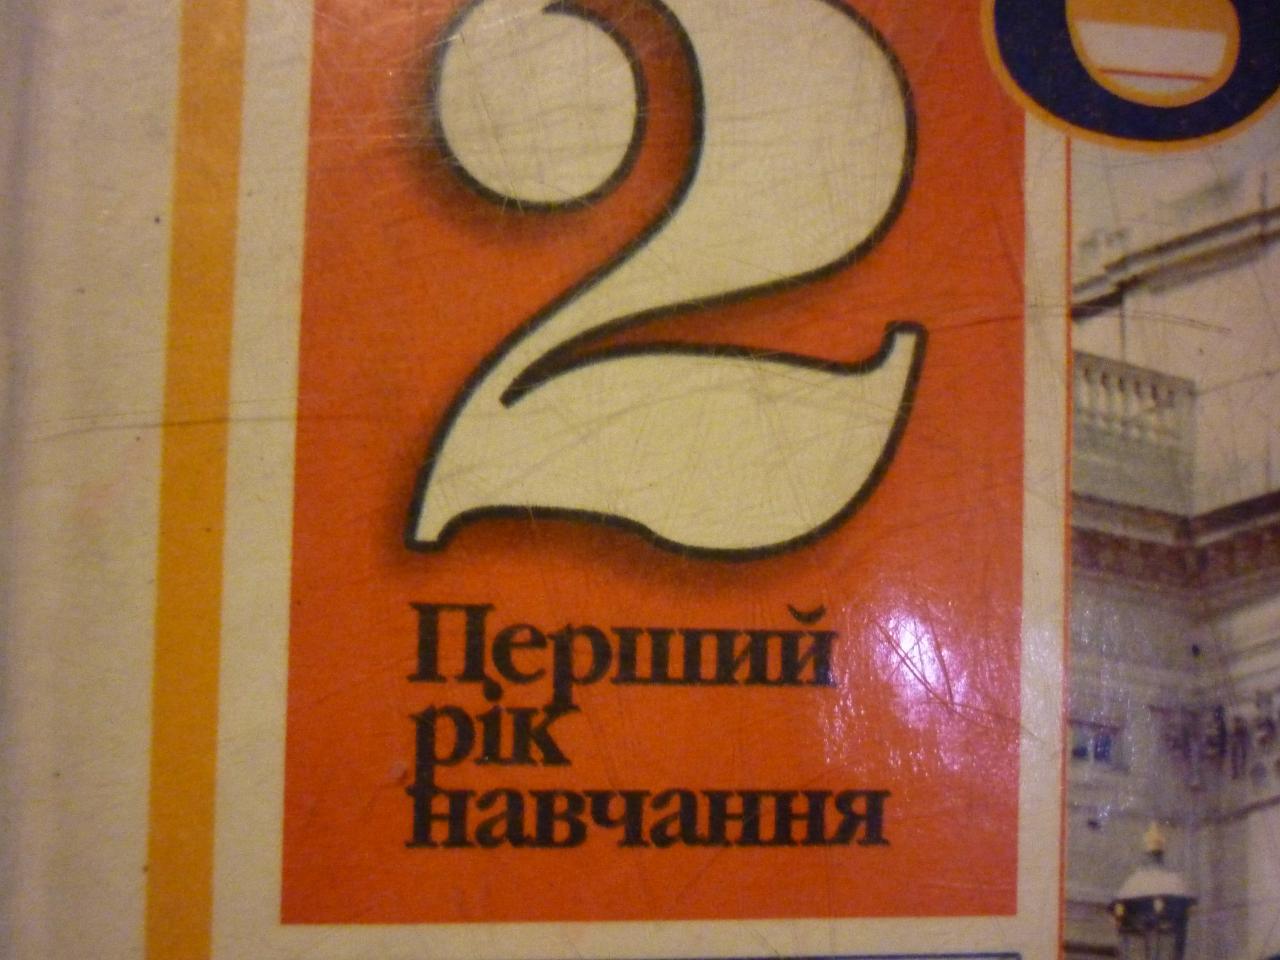 2
Перший
рік
навчання